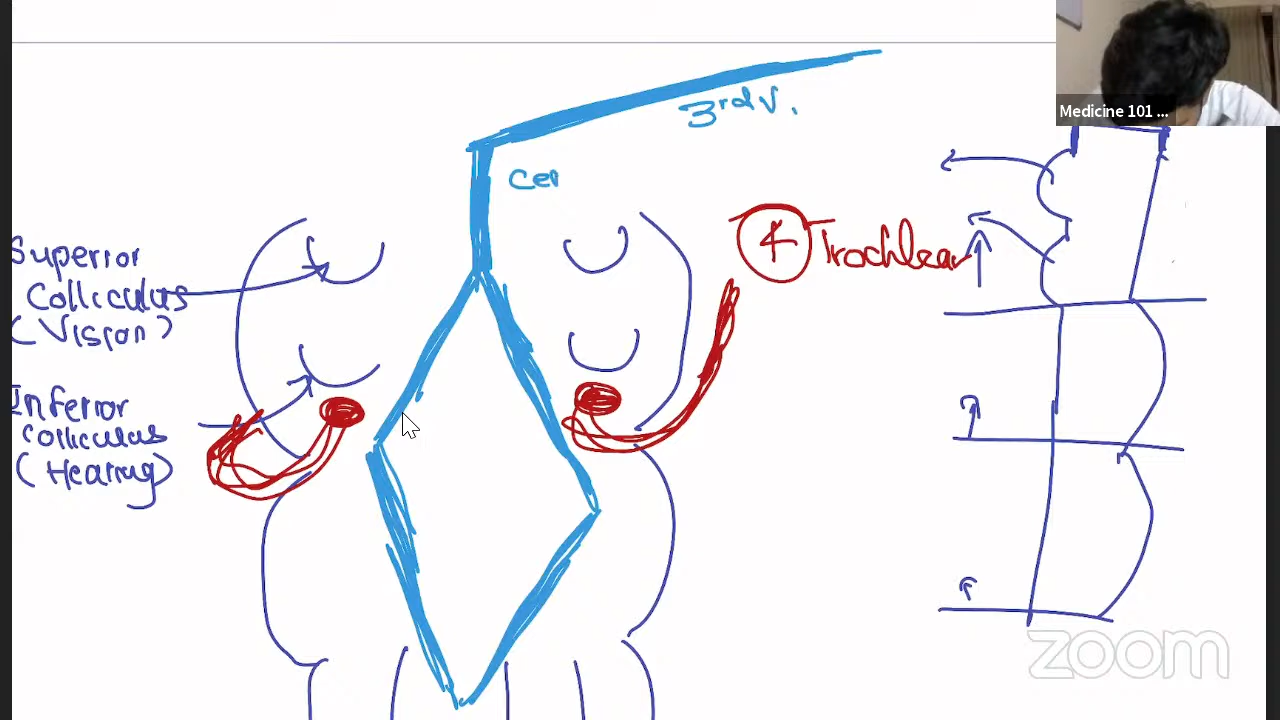 Medicine 101 ...
3rd V.
Cer
Superior
Colliculus
(Vision)
4 Trochlear
Inferior
Colliculus
(Hearing)
zoom